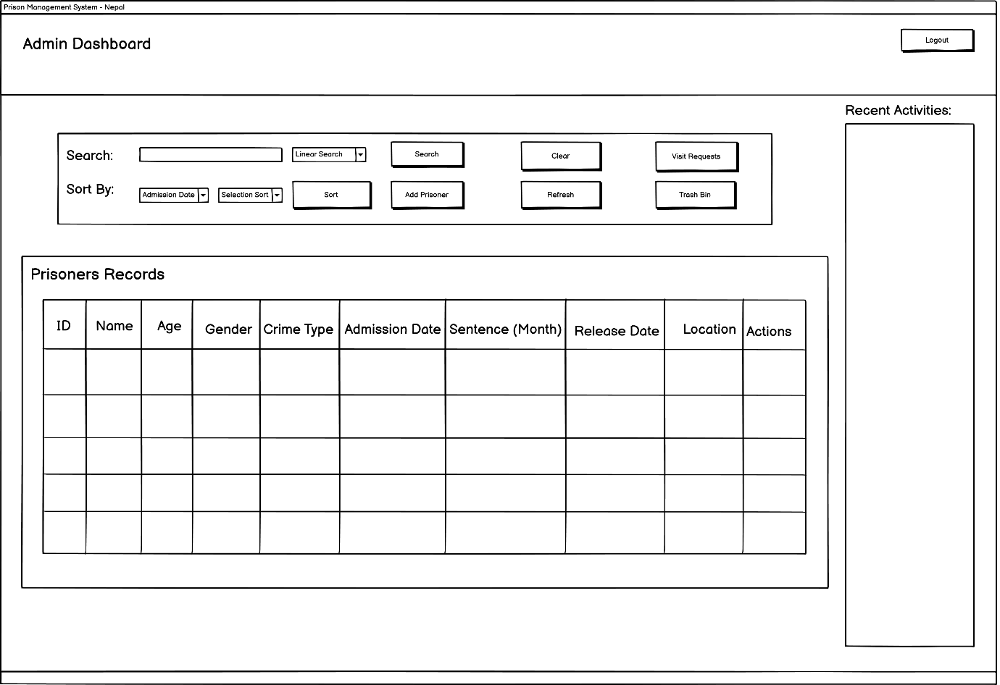 Prison Management System - Nepal
Admin Dashboard
Logout
Recent Activities:
Search:
Linear Search
Search
Clear
Visit Requests
Sort By:
Admission Date
Selection Sort
Sort
Add Prisoner
Refresh
Trash Bin
Prisoners Records
ID
Name
Age
Gender
Crime Type
Admission Date
Sentence (Month)
Release Date
Location
Actions